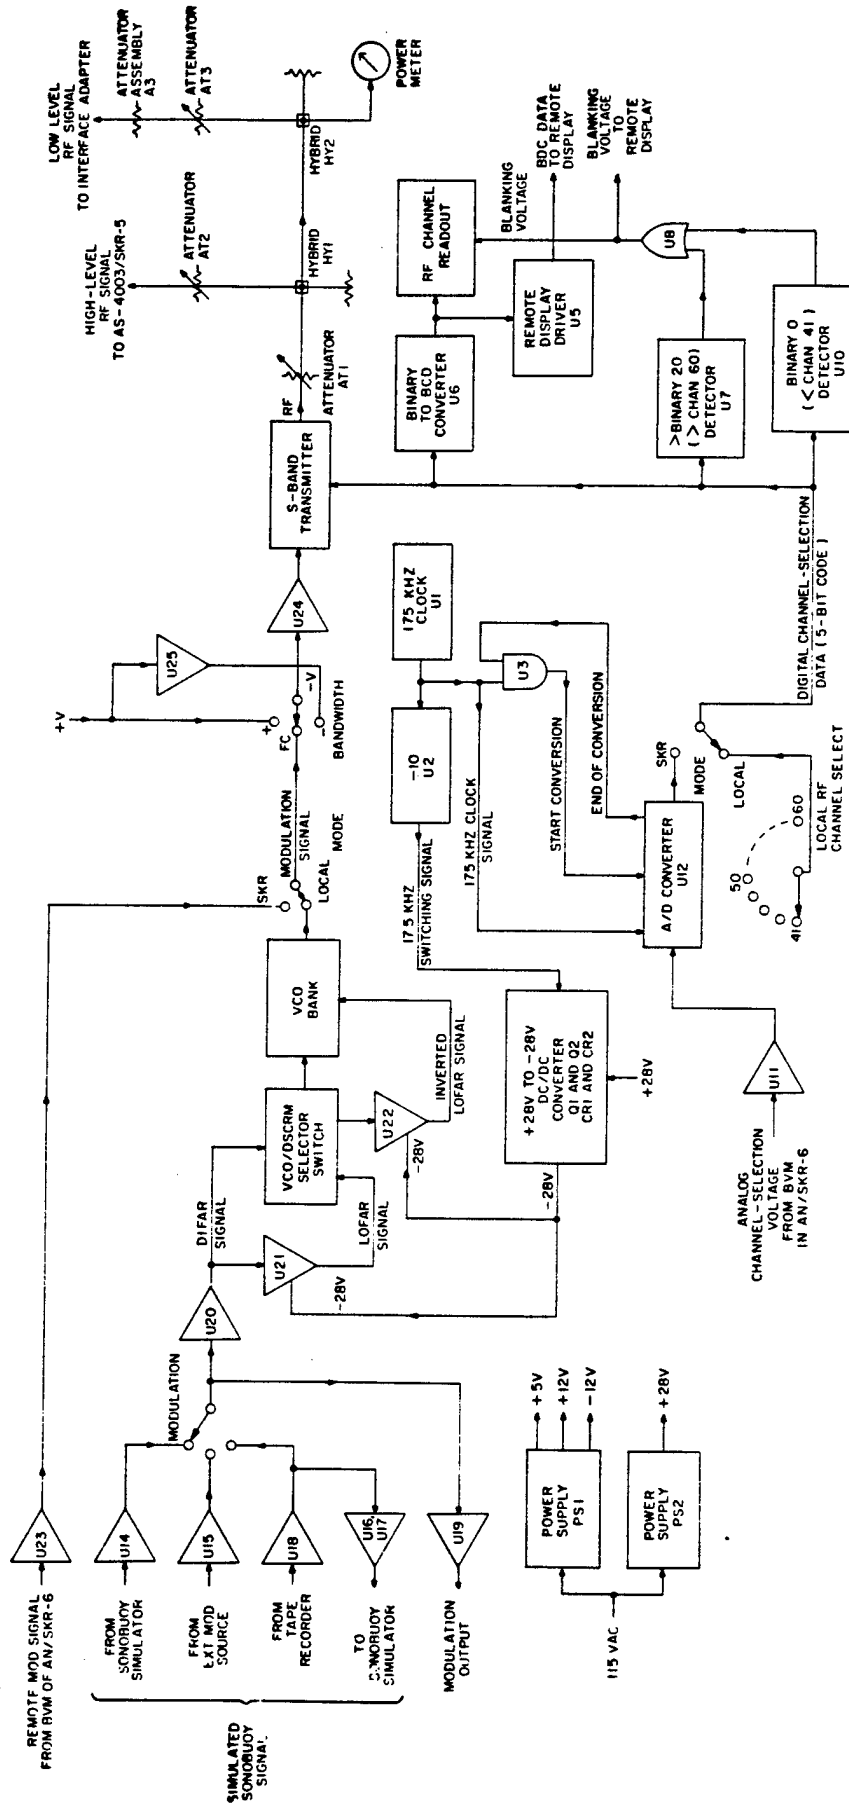 REMOTE MOD SIGNAL
FROM BVM OF AN/SKR-6
U23
FROM
SONOBUOY
SIMULATOR
U14
FROM
EXT MOD
SOURCE
U15
FROM
TAPE
RECORDER
U18
SIMULATED
SONOBUOY
SIGNAL
TO
SONOBUOY
SIMULATOR
U16,
U17
MODULATION
OUTPUT
U19
MODULATION
U20
DIFAR
SIGNAL
U21
-28V
LOFAR
SIGNAL
VCO/DSCRM
SELECTOR
SWITCH
U22
-28V
INVERTED
LOFAR SIGNAL
VCO
BANK
SKR
LOCAL
MODE
MODULATION
SIGNAL
+V
U25
+
FC
-V
-
BANDWIDTH
U24
S-BAND
TRANSMITTER
RF
ATTENUATOR
AT1
HIGH-LEVEL
RF SIGNAL
TO AS-4003/SKR-5
ATTENUATOR
AT2
HYBRID
HY1
LOW LEVEL
RF SIGNAL
TO INTERFACE ADAPTER
ATTENUATOR
ASSEMBLY
A3
ATTENUATOR
AT3
HYBRID
HY2
POWER
METER
115 VAC
POWER
SUPPLY
PS1
+5V
+12V
-12V
POWER
SUPPLY
PS2
+28V
-28V
+28V TO -28V
DC/DC
CONVERTER
Q1 AND Q2
CR1 AND CR2
+28V
17.5 KHZ
SWITCHING SIGNAL
-10
U2
175 KHZ
CLOCK
U1
175 KHZ CLOCK
SIGNAL
U3
START CONVERSION
END OF CONVERSION
ANALOG
CHANNEL-SELECTION
VOLTAGE
FROM BVM
IN AN/SKR-6
U11
A/D CONVERTER
U12
SKR
MODE
LOCAL
41
50
60
LOCAL RF
CHANNEL SELECT
DIGITAL CHANNEL-SELECTION
DATA (5-BIT CODE)
BINARY
TO BCD
CONVERTER
U6
RF CHANNEL
READOUT
REMOTE
DISPLAY
DRIVER
U5
BLANKING
VOLTAGE
BDC DATA
TO REMOTE
DISPLAY
BLANKING
VOLTAGE
TO
REMOTE
DISPLAY
>BINARY 20
(> CHAN 60)
DETECTOR
U7
U8
BINARY 0
(< CHAN 41)
DETECTOR
U10